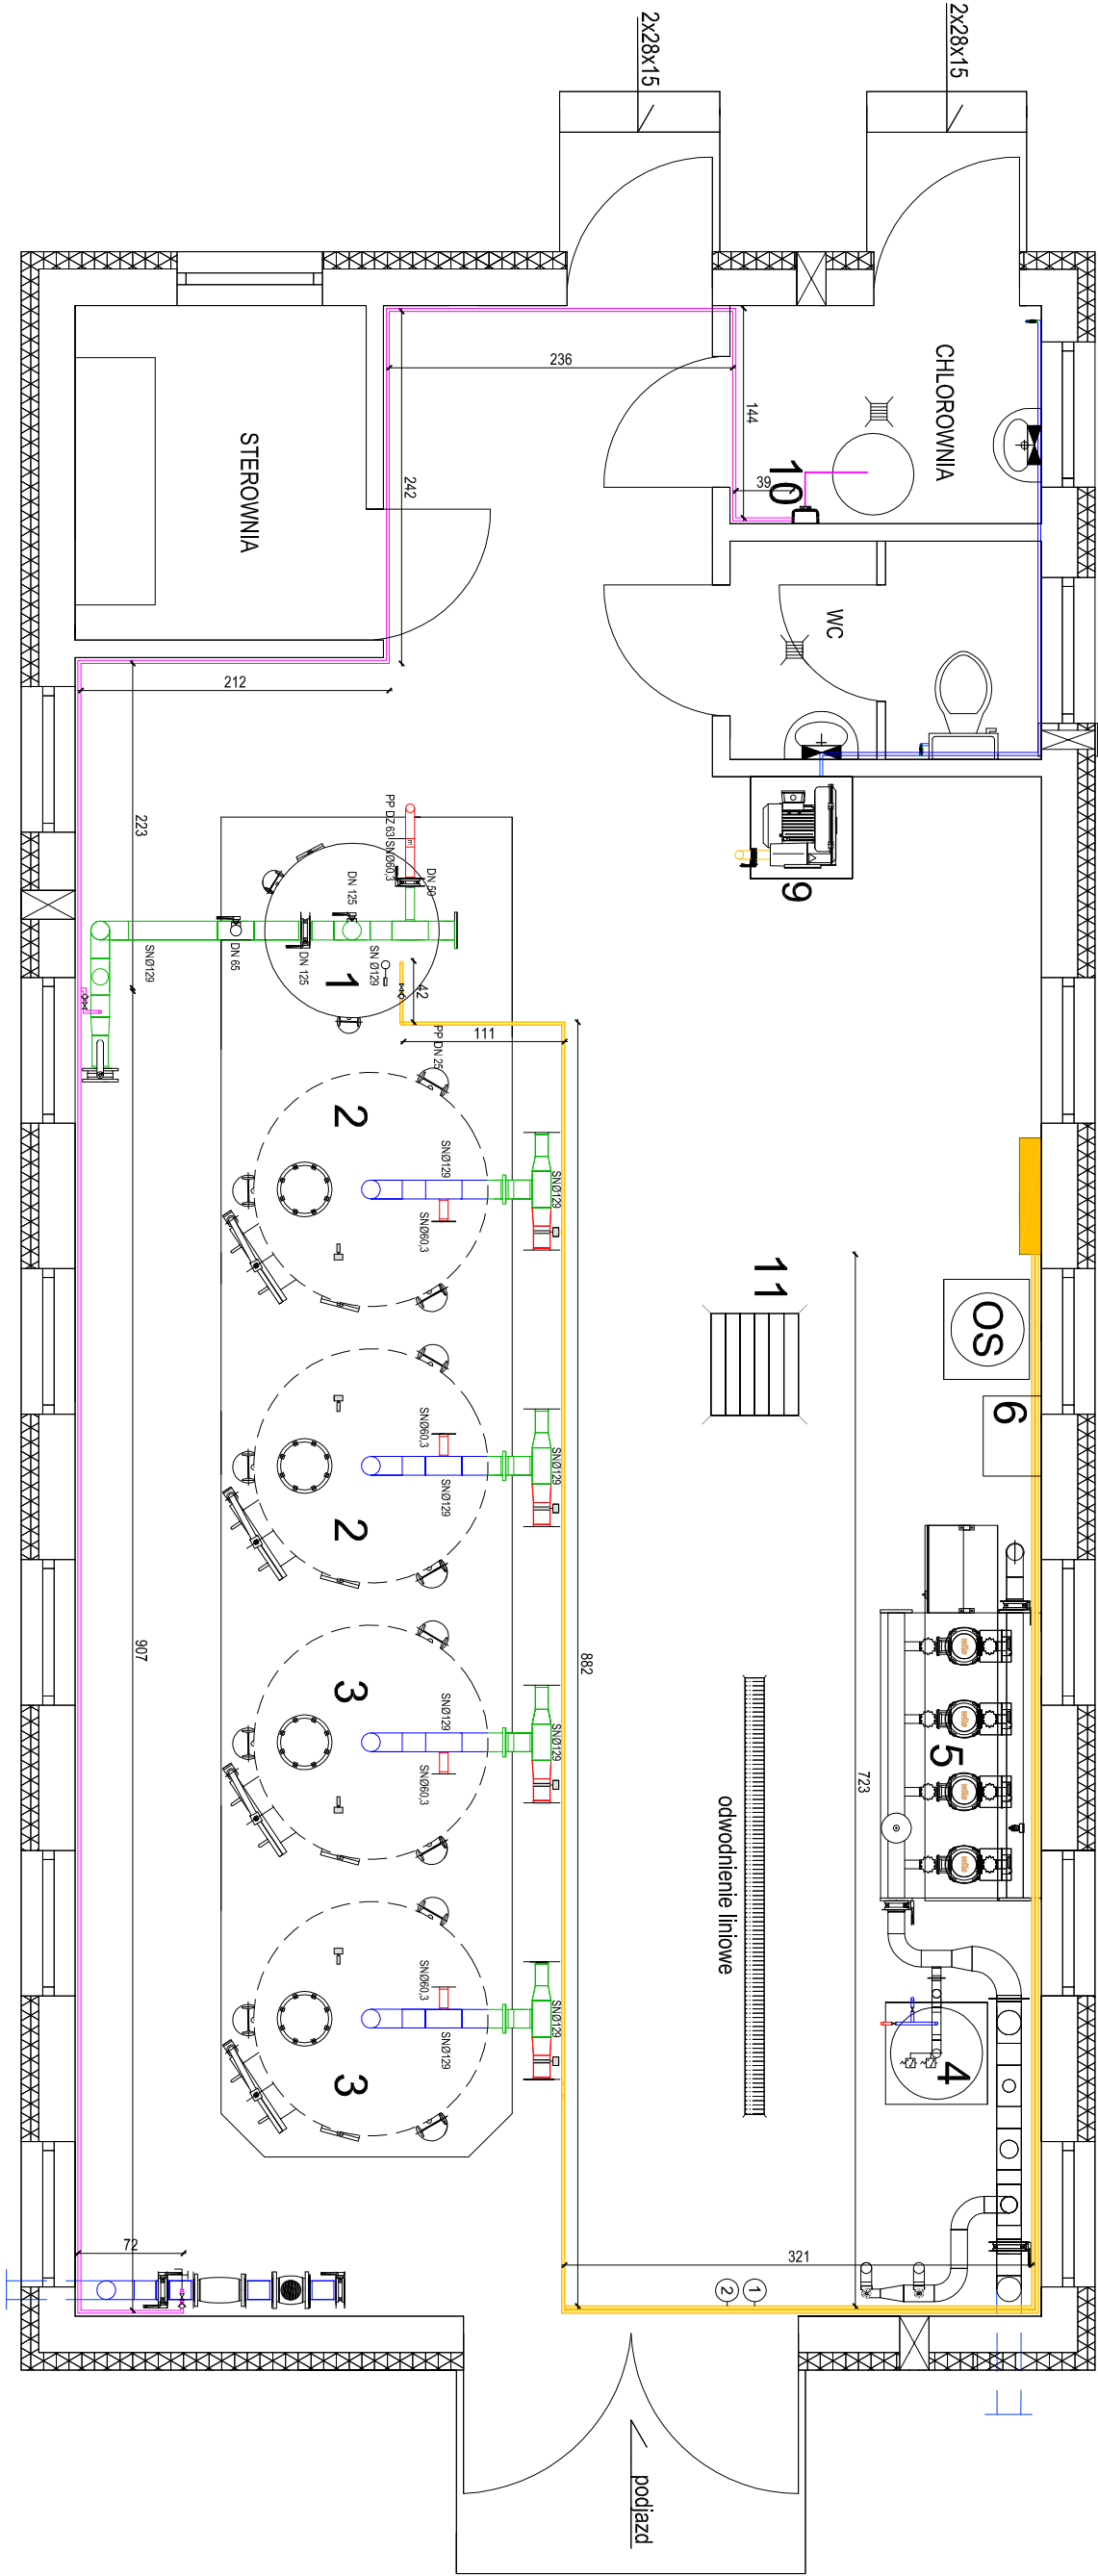 2x28x15
2x28x15
CHLOROWNIA
236
144
10
39
242
STEROWNIA
WC
212
223
9
PP DZ 63
SNØ60,3
DN 50
DN 125
SNØ129
DN 65
DN 125
SN Ø129
1
42
111
PP DN 25
2
SNØ129
SNØ60,3
SNØ129
11
OS
6
2
SNØ60,3
SNØ129
SNØ129
907
882
723
3
SNØ129
SNØ60,3
SNØ129
5
odwodnienie liniowe
3
SNØ60,3
SNØ129
SNØ129
4
72
321
1
2
podjazd